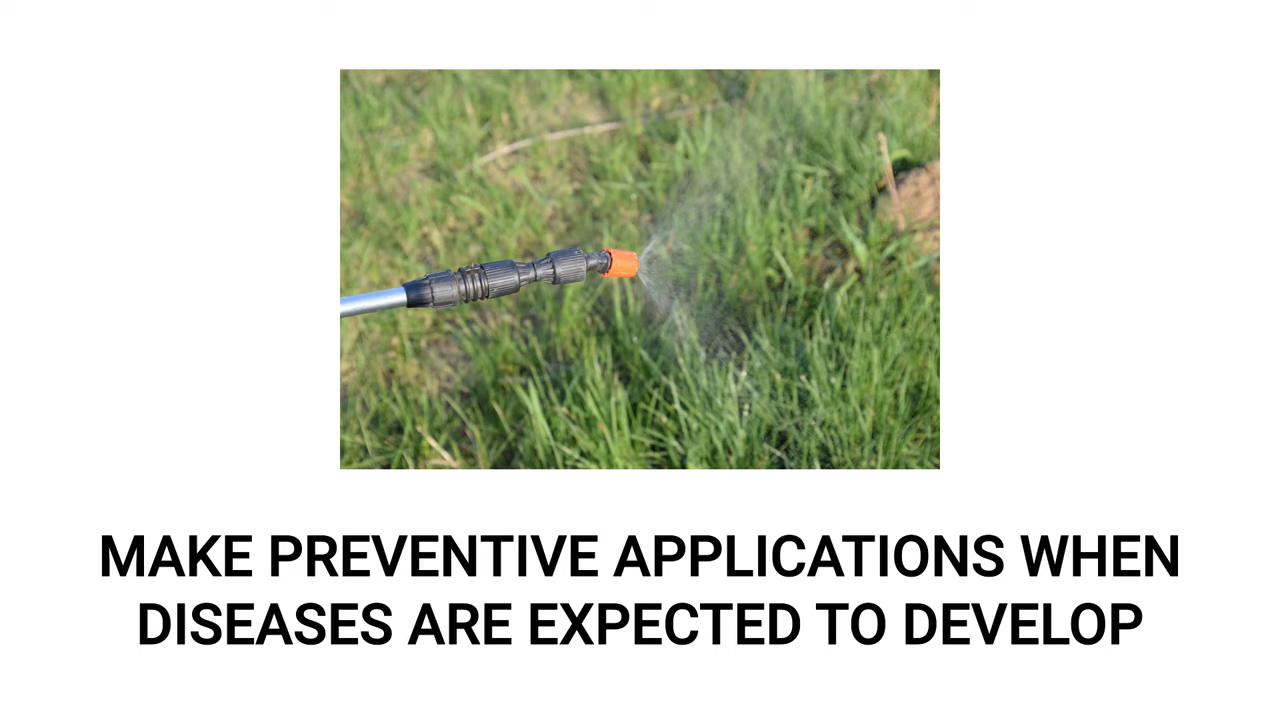 MAKE PREVENTIVE APPLICATIONS WHEN
DISEASES ARE EXPECTED TO DEVELOP